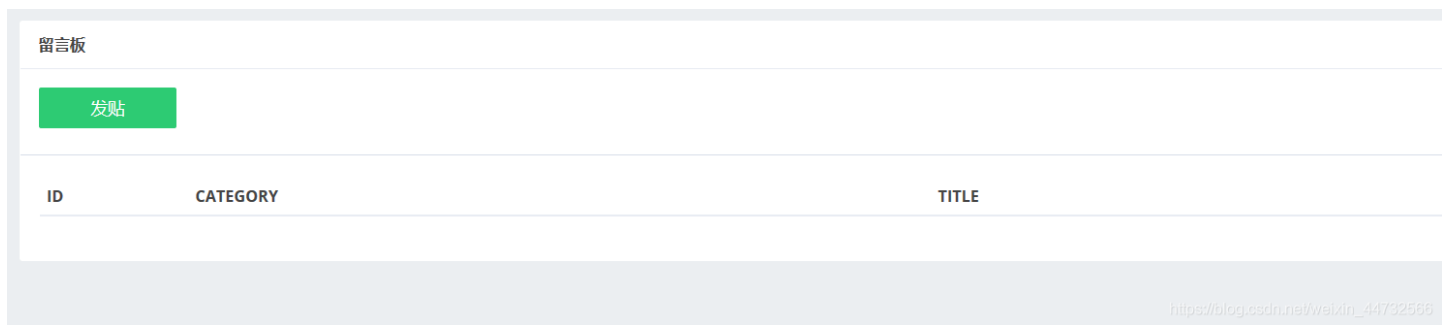 留言板
发贴
ID CATEGORY TITLE
https://blog.csdn.net/weixin_44732566